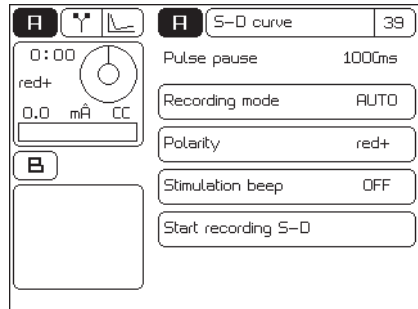 A
0:00
red+
0.0 mA CC
B
A S-D curve 39
Pulse pause 1000ms
Recording mode AUTO
Polarity red+
Stimulation beep OFF
Start recording S-D